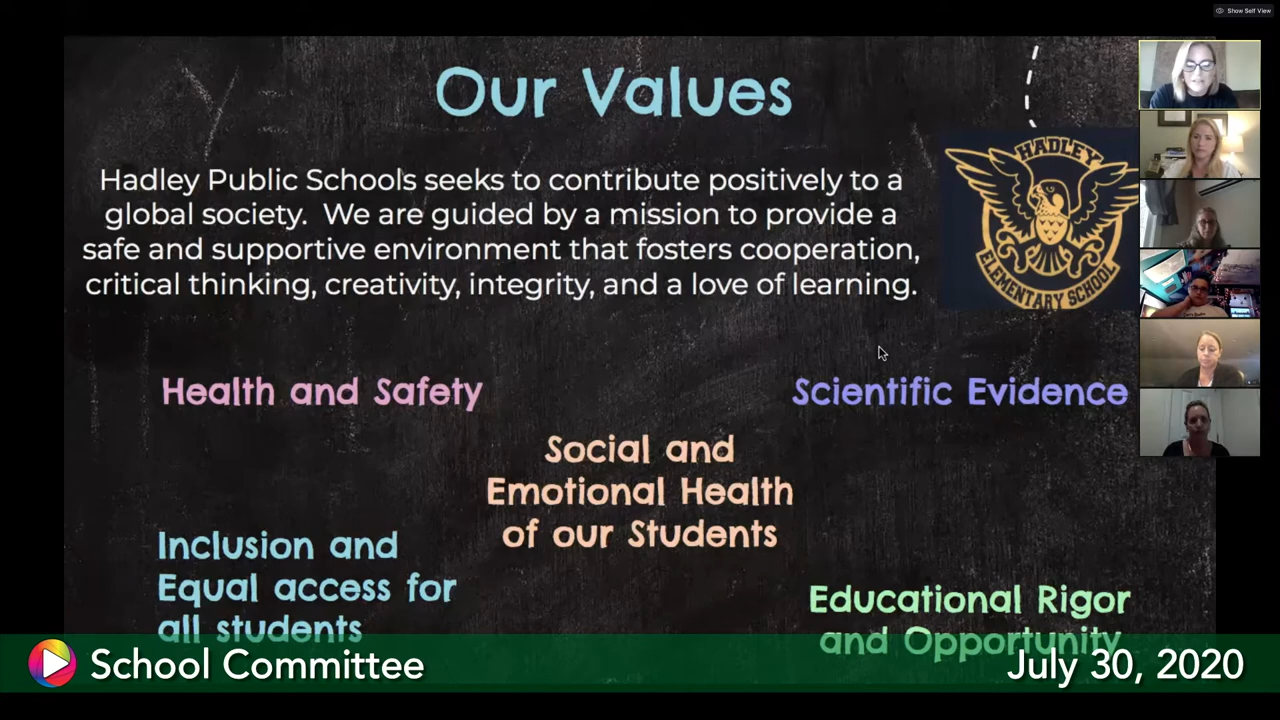 Show Self View
Our Values
Hadley Public Schools seeks to contribute positively to a
global society.  We are guided by a mission to provide a
safe and supportive environment that fosters cooperation,
critical thinking, creativity, integrity, and a love of learning.
HADLEY
ELEMENTARY SCHOOL
Health and Safety
Scientific Evidence
Social and
Emotional Health
of our Students
Inclusion and
Equal access for
all students
Educational Rigor
and Opportunity
School Committee
July 30, 2020